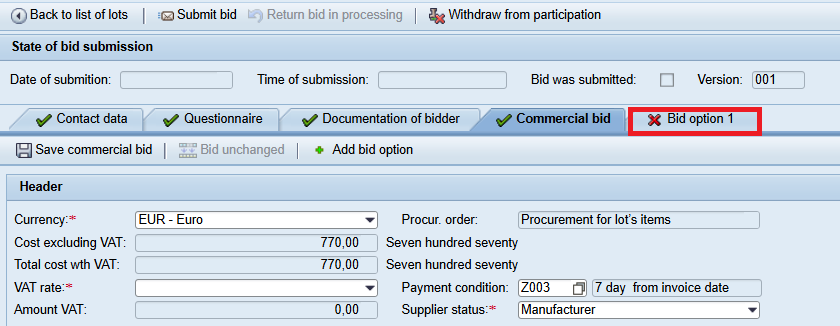 Back to list of lots Submit bid Return bid in processing Withdraw from participation
State of bid submission
Date of submition: Time of submission: Bid was submitted: Version: 001
Contact data Questionnaire Documentation of bidder Commercial bid Bid option 1
Save commercial bid Bid unchanged Add bid option
Header
Currency:* EUR - Euro Procur. order: Procurement for lot's items
Cost excluding VAT: 770,00 Seven hundred seventy
Total cost wth VAT: 770,00 Seven hundred seventy
VAT rate:* Payment condition: Z003 7 day from invoice date
Amount VAT: 0,00 Supplier status:* Manufacturer